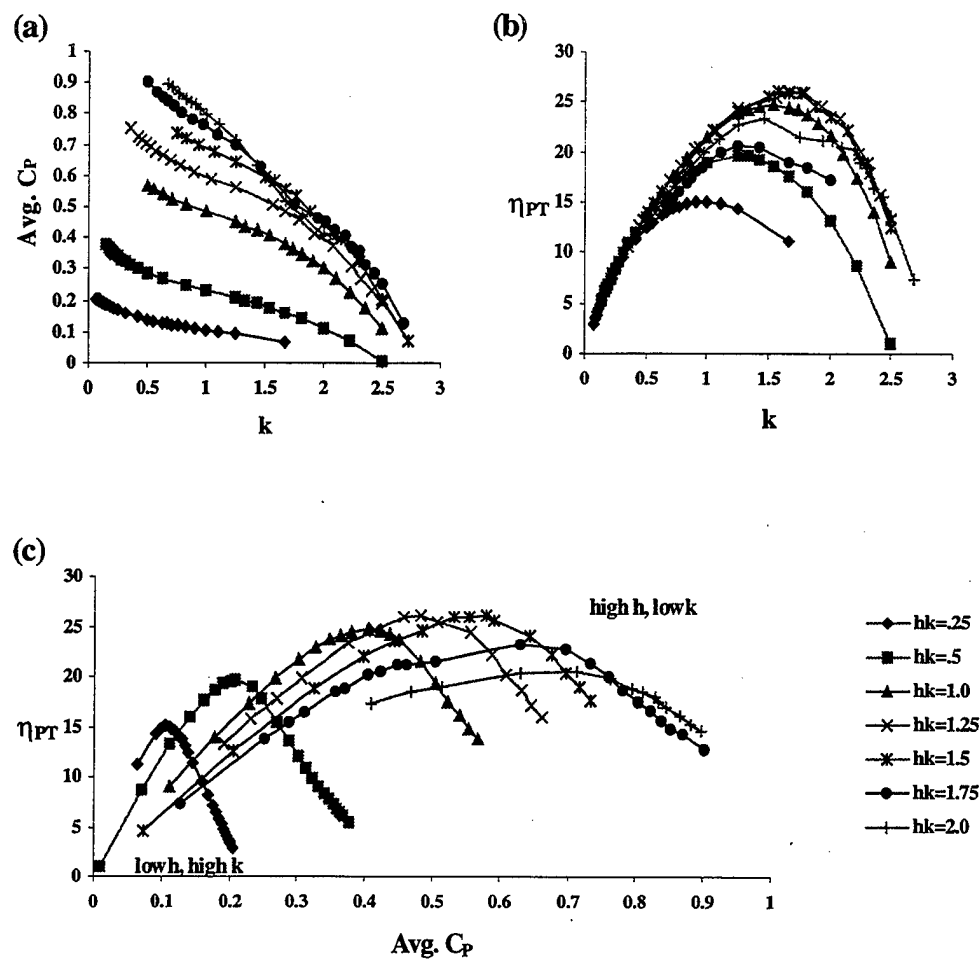 (a)
Avg. CP
1
0.9
0.8
0.7
0.6
0.5
0.4
0.3
0.2
0.1
0
0 0.5 1 1.5 2 2.5 3
k
(b)
ηPT
30
25
20
15
10
5
0
0 0.5 1 1.5 2 2.5 3
k
(c)
ηPT
30
25
20
15
10
5
0
high h, low k
low h, high k
0 0.1 0.2 0.3 0.4 0.5 0.6 0.7 0.8 0.9 1
Avg. CP
hk=.25
hk=.5
hk=1.0
hk=1.25
hk=1.5
hk=1.75
hk=2.0